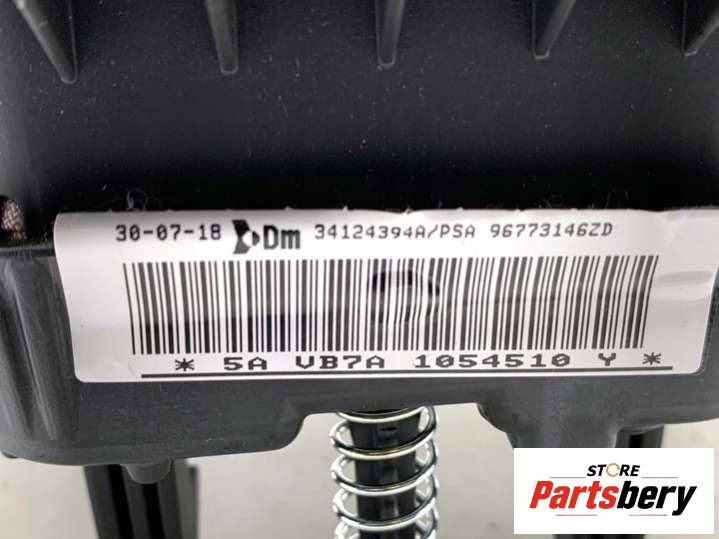 30-07-18 Dm 34124394A/PSA 96773146ZD
* 5A VB7A 1054510 Y *
STORE
Partsbery